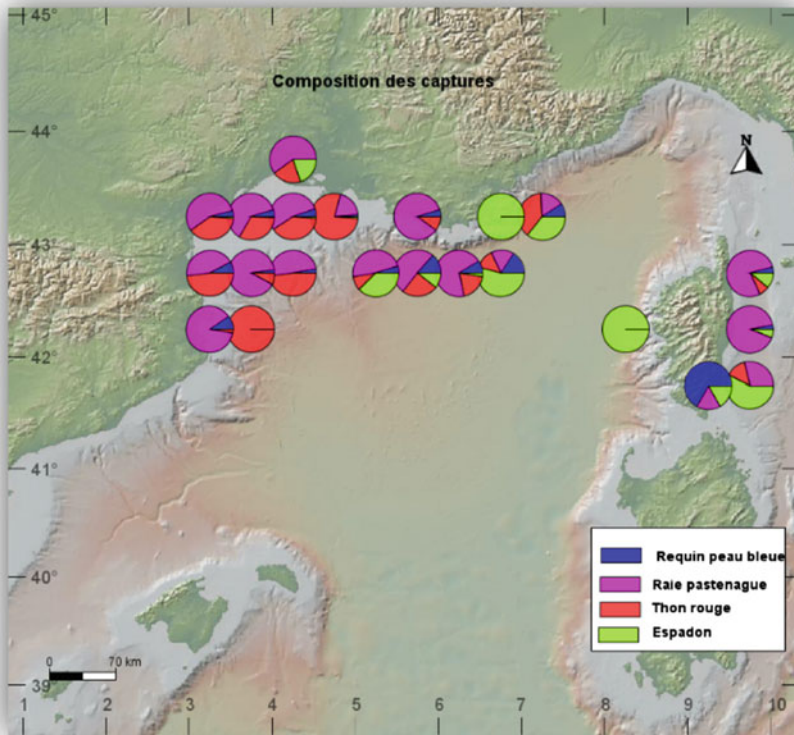 45°
Composition des captures
44°
N
43°
42°
41°
Requin peau bleue
Raie pastenague
40°
Thon rouge
Espadon
0 70 km
39°
1 2 3 4 5 6 7 8 9 10